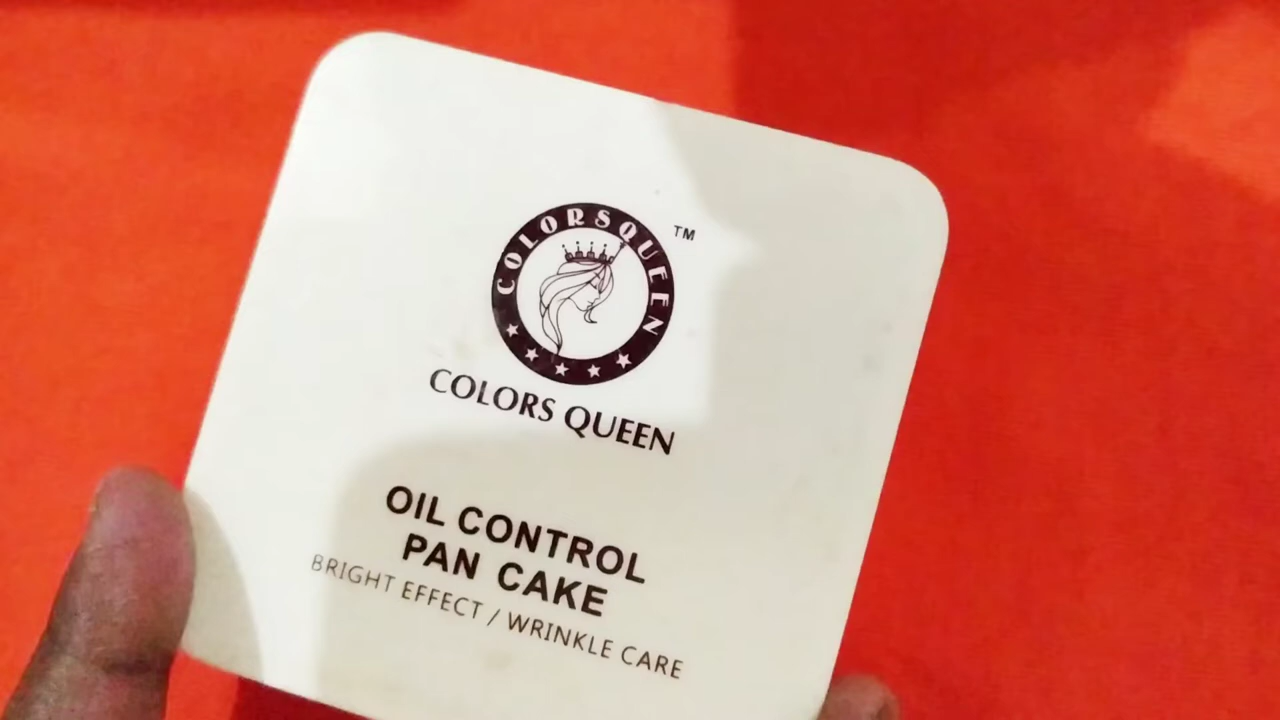 COLORSQUEEN
TM
COLORS QUEEN
OIL CONTROL
PAN CAKE
BRIGHT EFFECT / WRINKLE CARE